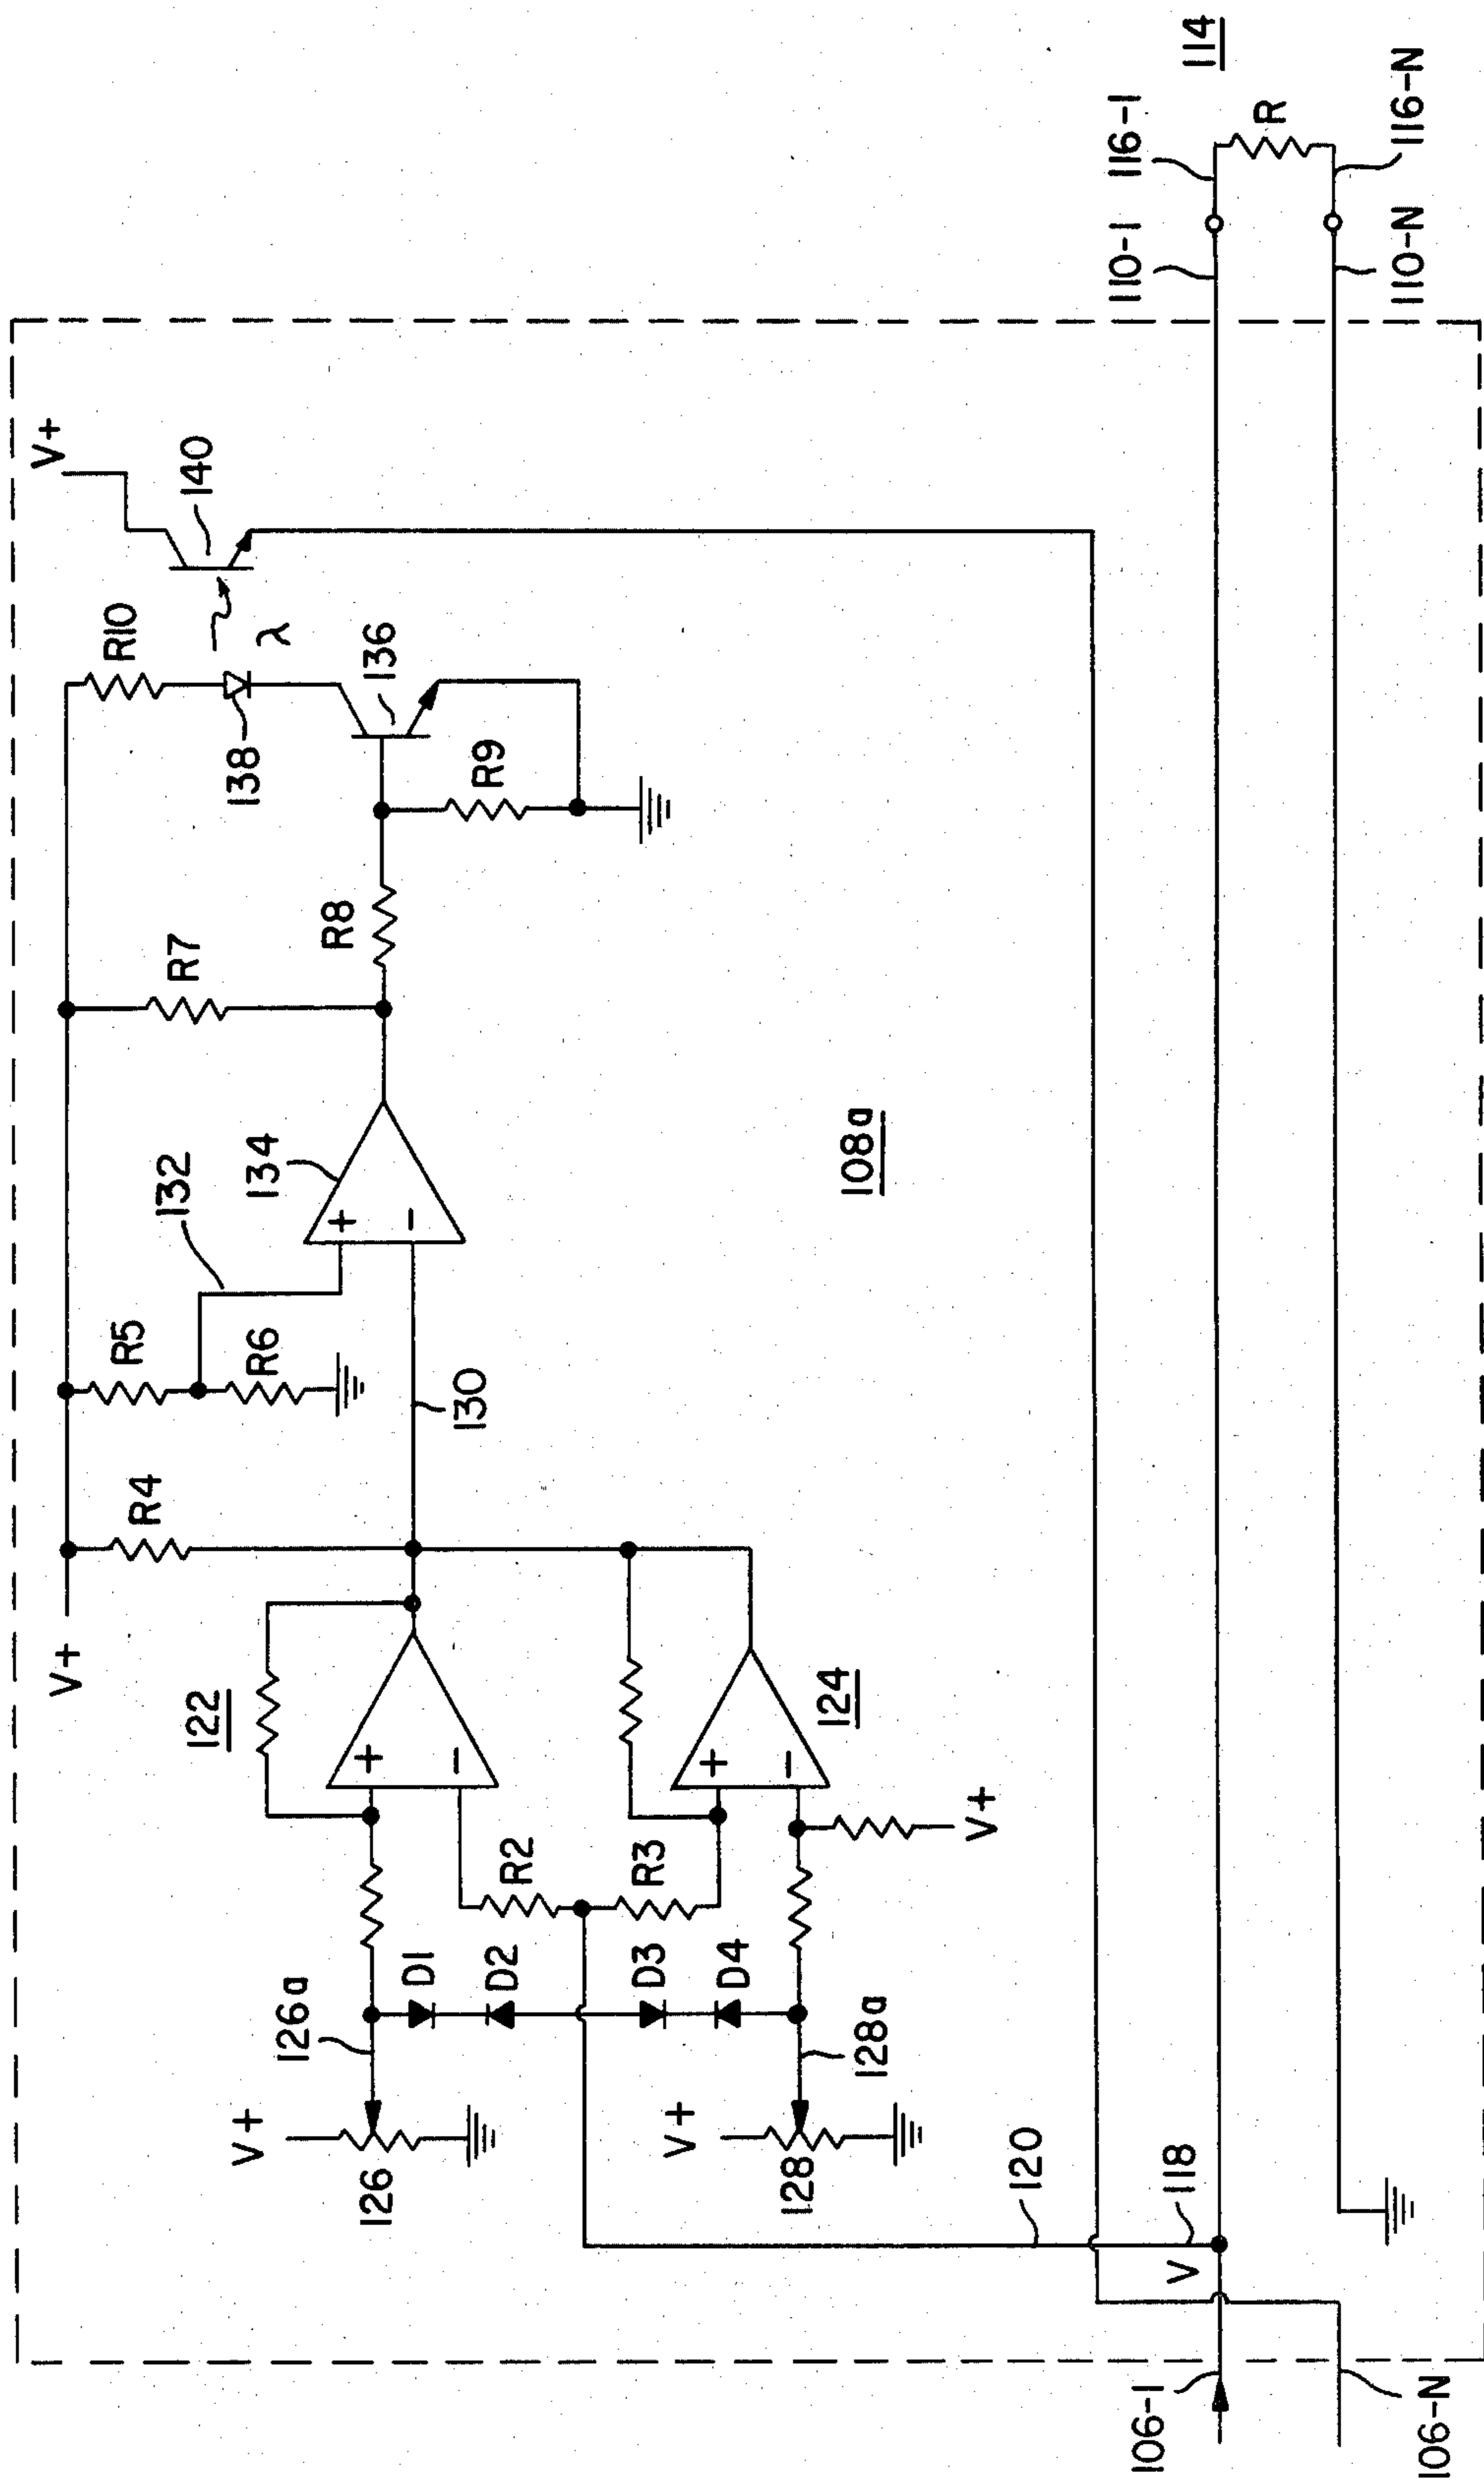 V+
R4
R5
R6
132
134
R7
R8
R10
138
λ
136
R9
V+
140
122
+
-
130
+
-
126a
V+
126
D1
D2
R2
R3
D3
D4
+
-
124
V+
128a
V+
128
108a
120
V
118
106-1
106-N
110-1
116-1
114
R
110-N
116-N